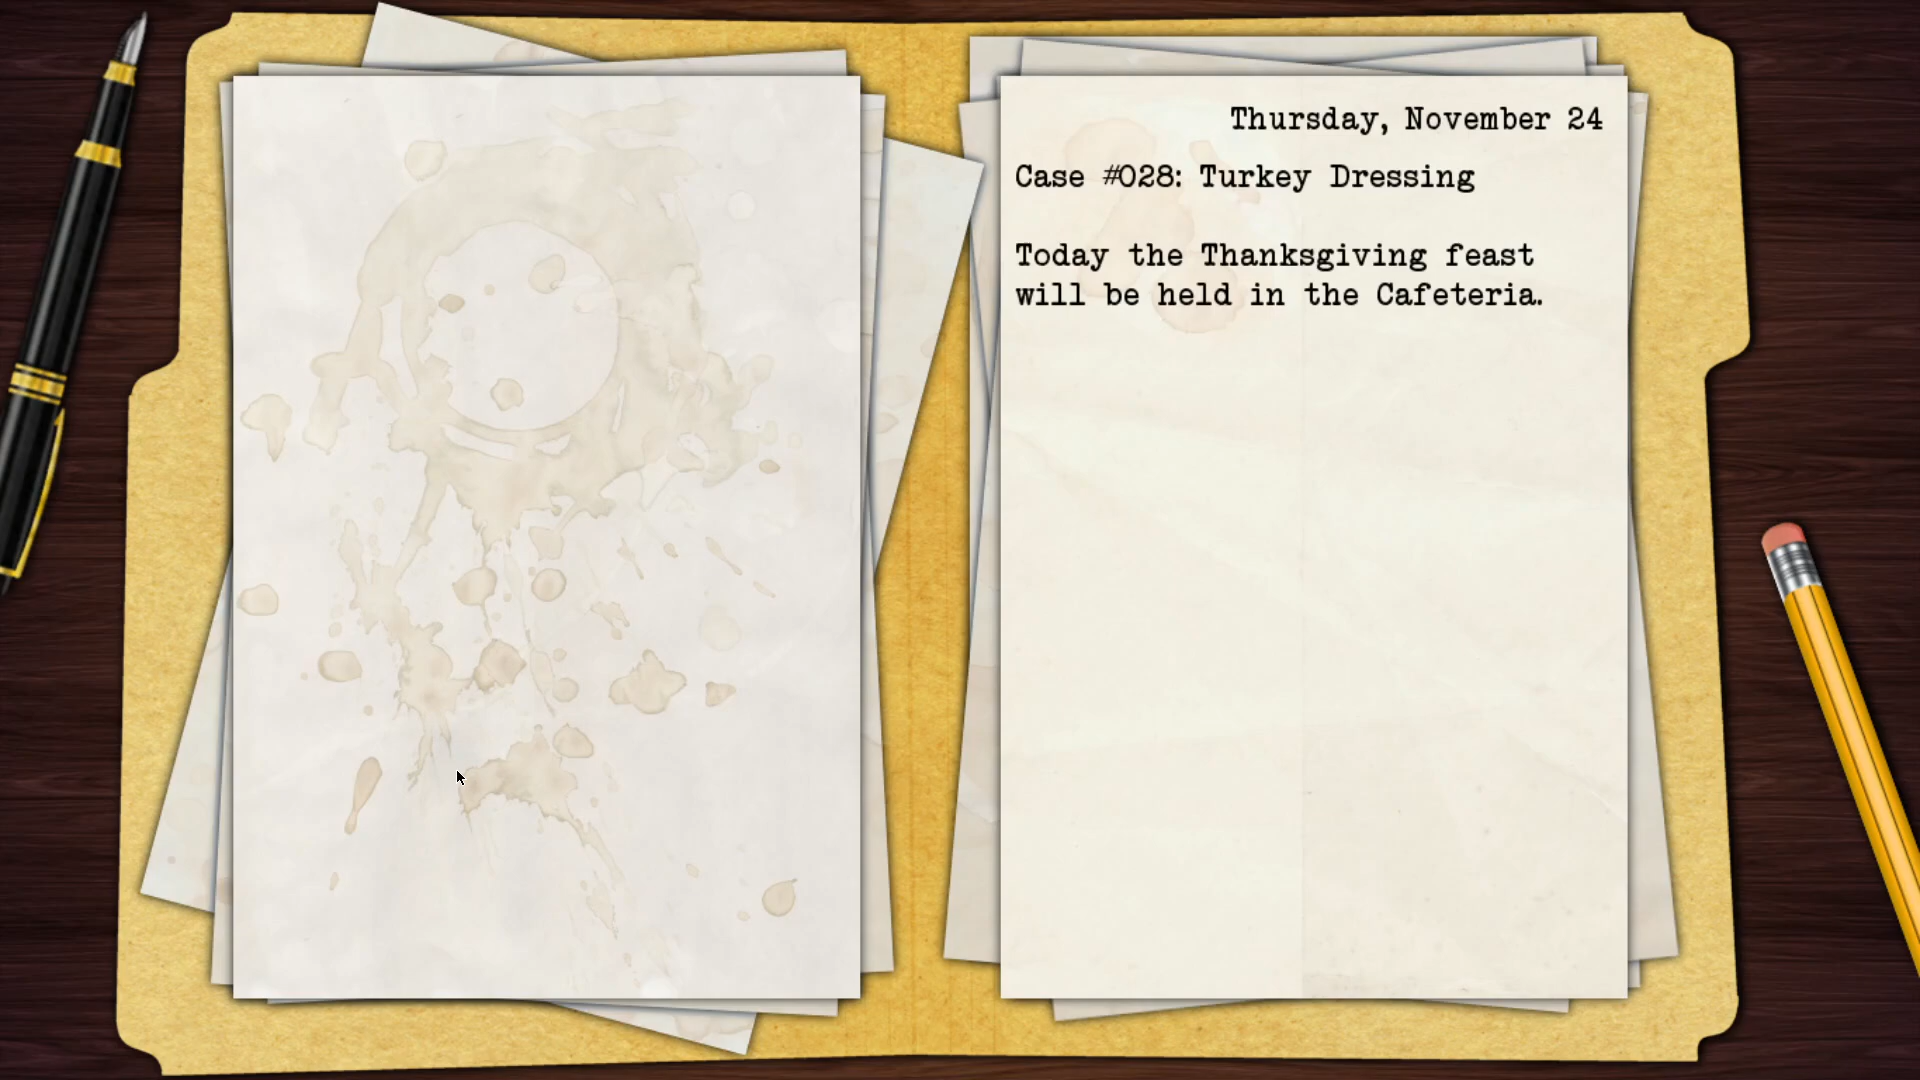 Thursday, November 24
Case #028: Turkey Dressing
Today the Thanksgiving feast
will be held in the Cafeteria.